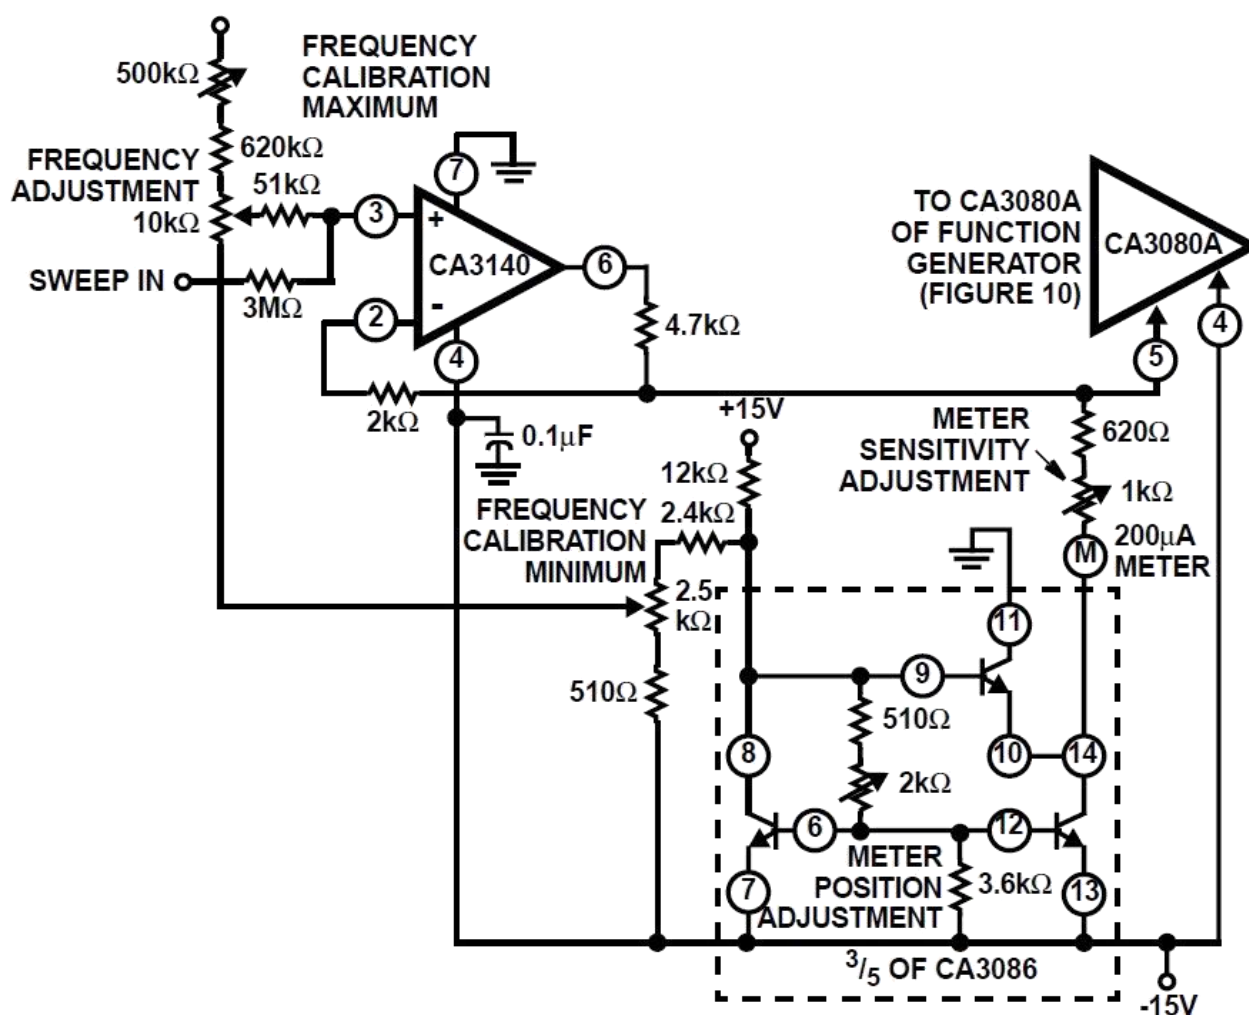 500kΩ
FREQUENCY
CALIBRATION
MAXIMUM
620kΩ
FREQUENCY
ADJUSTMENT
10kΩ
51kΩ
SWEEP IN
3MΩ
7
3
+
CA3140
-
2
4
6
4.7kΩ
2kΩ
0.1µF
TO CA3080A
OF FUNCTION
GENERATOR
(FIGURE 10)
CA3080A
4
5
+15V
12kΩ
2.4kΩ
FREQUENCY
CALIBRATION
MINIMUM
2.5
kΩ
510Ω
METER
SENSITIVITY
ADJUSTMENT
620Ω
1kΩ
M
200µA
METER
11
9
510Ω
8
10
14
2kΩ
6
12
METER
POSITION
ADJUSTMENT
7
3.6kΩ
13
3/5 OF CA3086
-15V